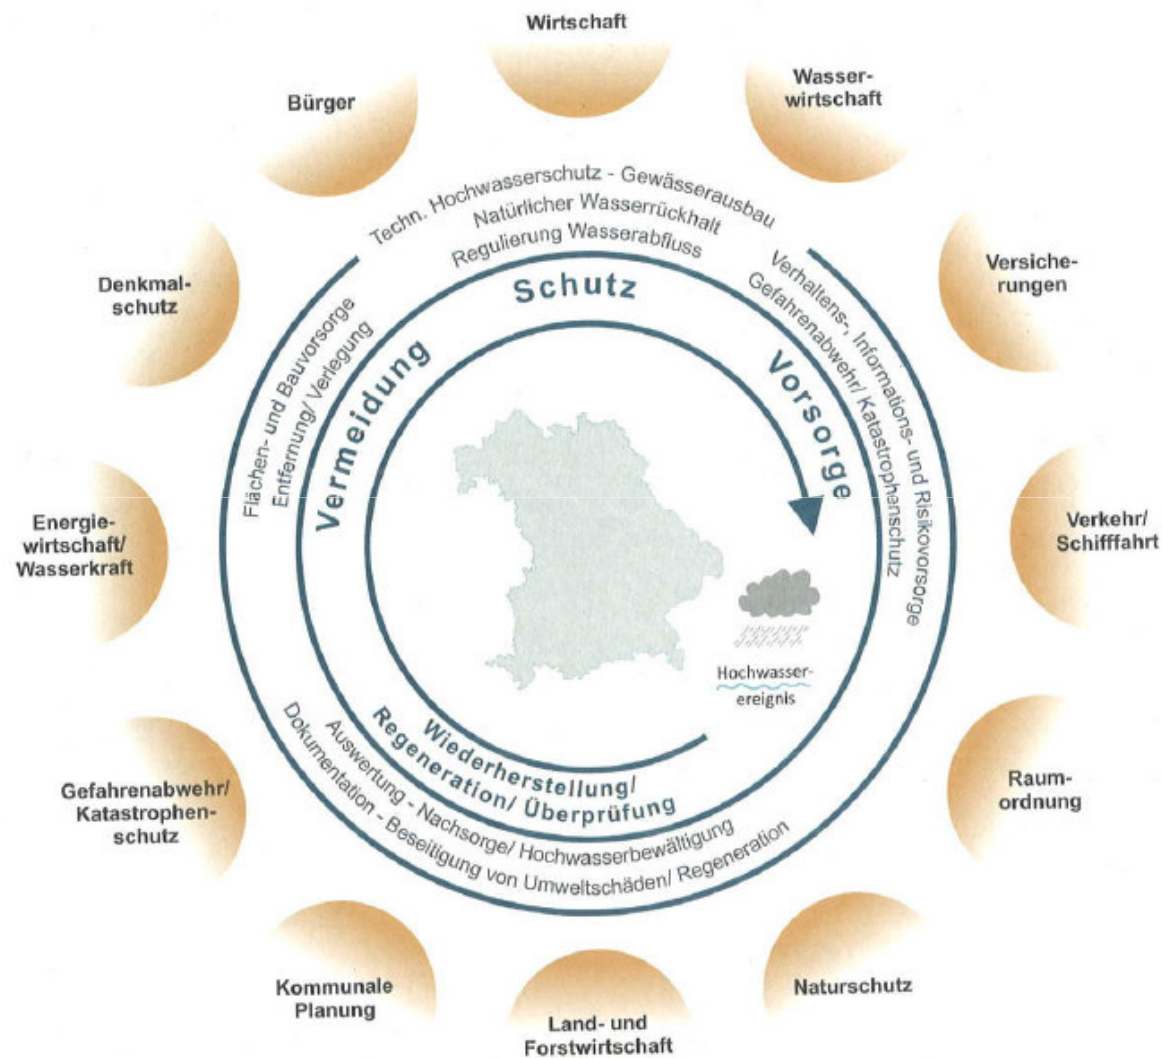 Wirtschaft
Wasser-
wirtschaft
Versiche-
rungen
Verkehr/
Schifffahrt
Raum-
ordnung
Naturschutz
Land- und
Forstwirtschaft
Kommunale
Planung
Gefahrenabwehr/
Katastrophen-
schutz
Energie-
wirtschaft/
Wasserkraft
Denkmal-
schutz
Bürger
Techn. Hochwasserschutz - Gewässerausbau
Natürlicher Wasserrückhalt
Regulierung Wasserabfluss
Schutz
Verhaltens-, Informations- und Risikovorsorge
Gefahrenabwehr/ Katastrophenschutz
Vorsorge
Hochwasser-
ereignis
Wiederherstellung/
Regeneration/ Überprüfung
Auswertung - Nachsorge/ Hochwasserbewältigung
Dokumentation - Beseitigung von Umweltschäden/ Regeneration
Flächen- und Bauvorsorge
Entfernung/ Verlegung
Vermeidung